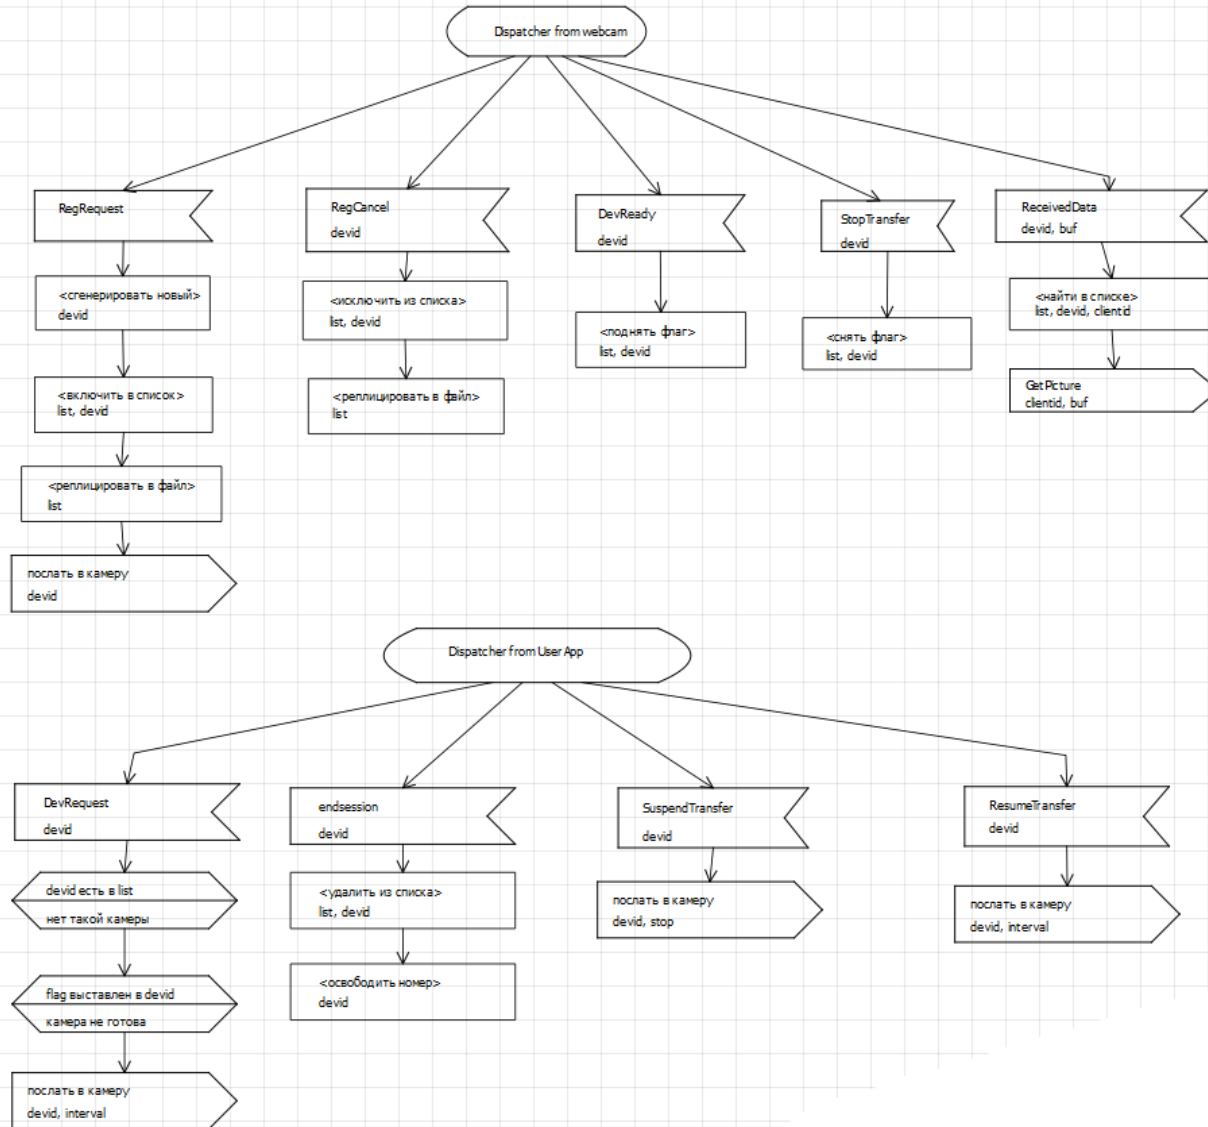 Dispatcher from webcam
RegRequest
<сгенерировать новый>
devid
<включить в список>
list, devid
<реплицировать в файл>
list
послать в камеру
devid
RegCancel
devid
<исключить из списка>
list, devid
<реплицировать в файл>
list
DevReady
devid
<поднять флаг>
list, devid
StopTransfer
devid
<снять флаг>
list, devid
ReceivedData
devid, buf
<найти в списке>
list, devid, clientid
GetPicture
clientid, buf
Dispatcher from User App
DevRequest
devid
devid есть в list
нет такой камеры
flag выставлен в devid
камера не готова
послать в камеру
devid, interval
endsession
devid
<удалить из списка>
list, devid
<освободить номер>
devid
SuspendTransfer
devid
послать в камеру
devid, stop
ResumeTransfer
devid
послать в камеру
devid, interval